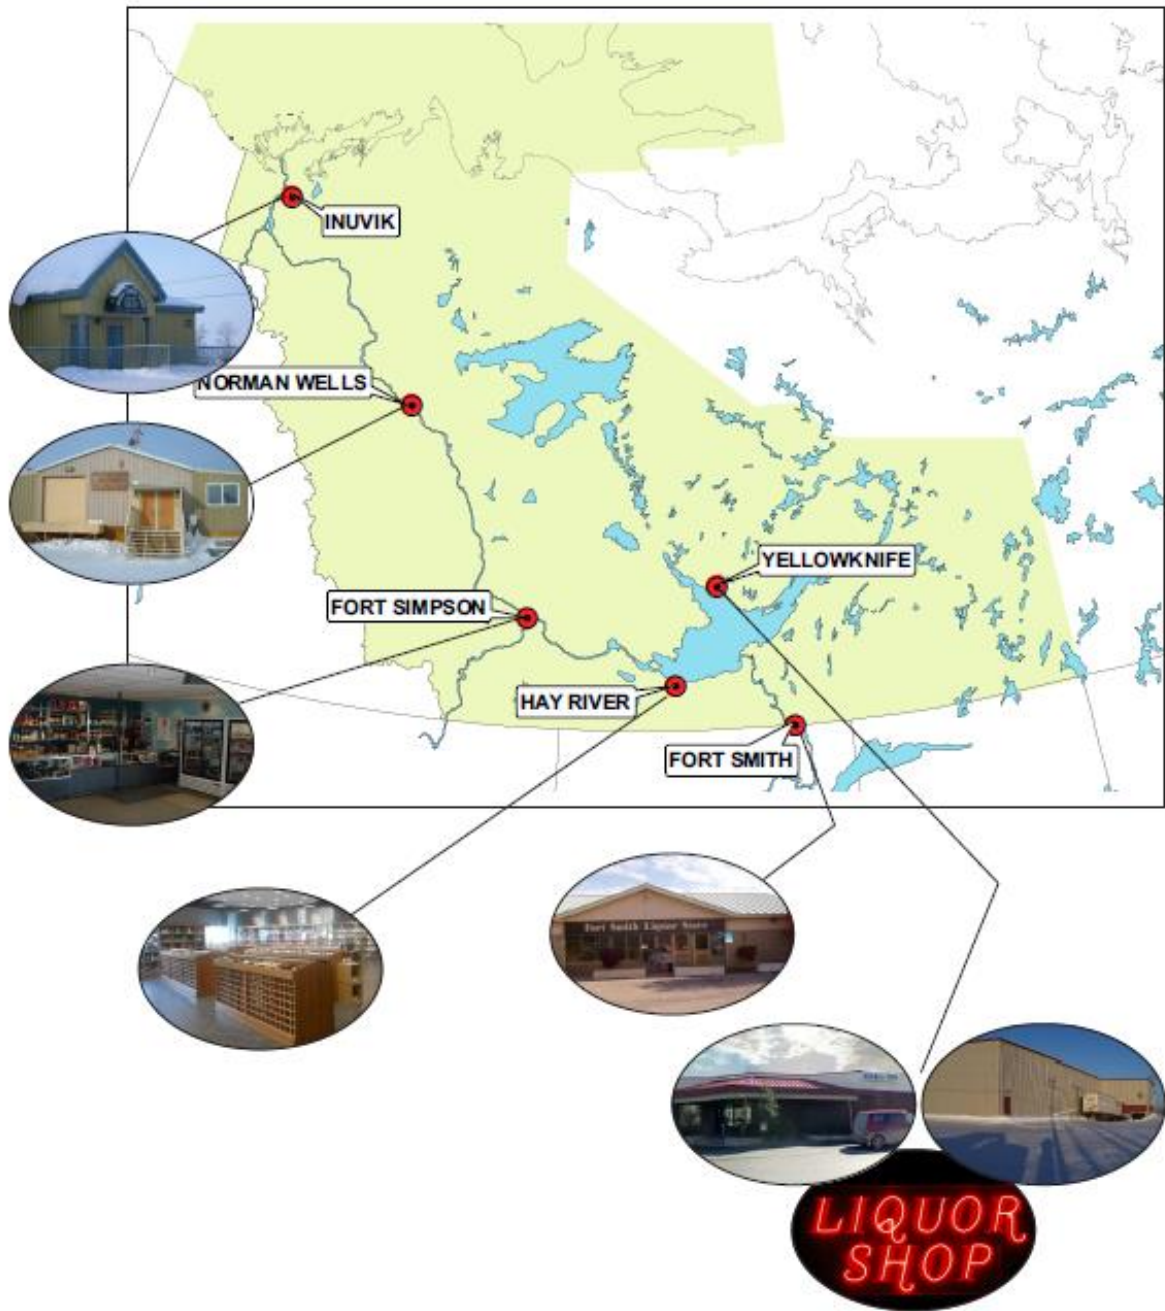 INUVIK
NORMAN WELLS
YELLOWKNIFE
FORT SIMPSON
HAY RIVER
FORT SMITH
Fort Smith Liquor Store
LIQUOR
SHOP